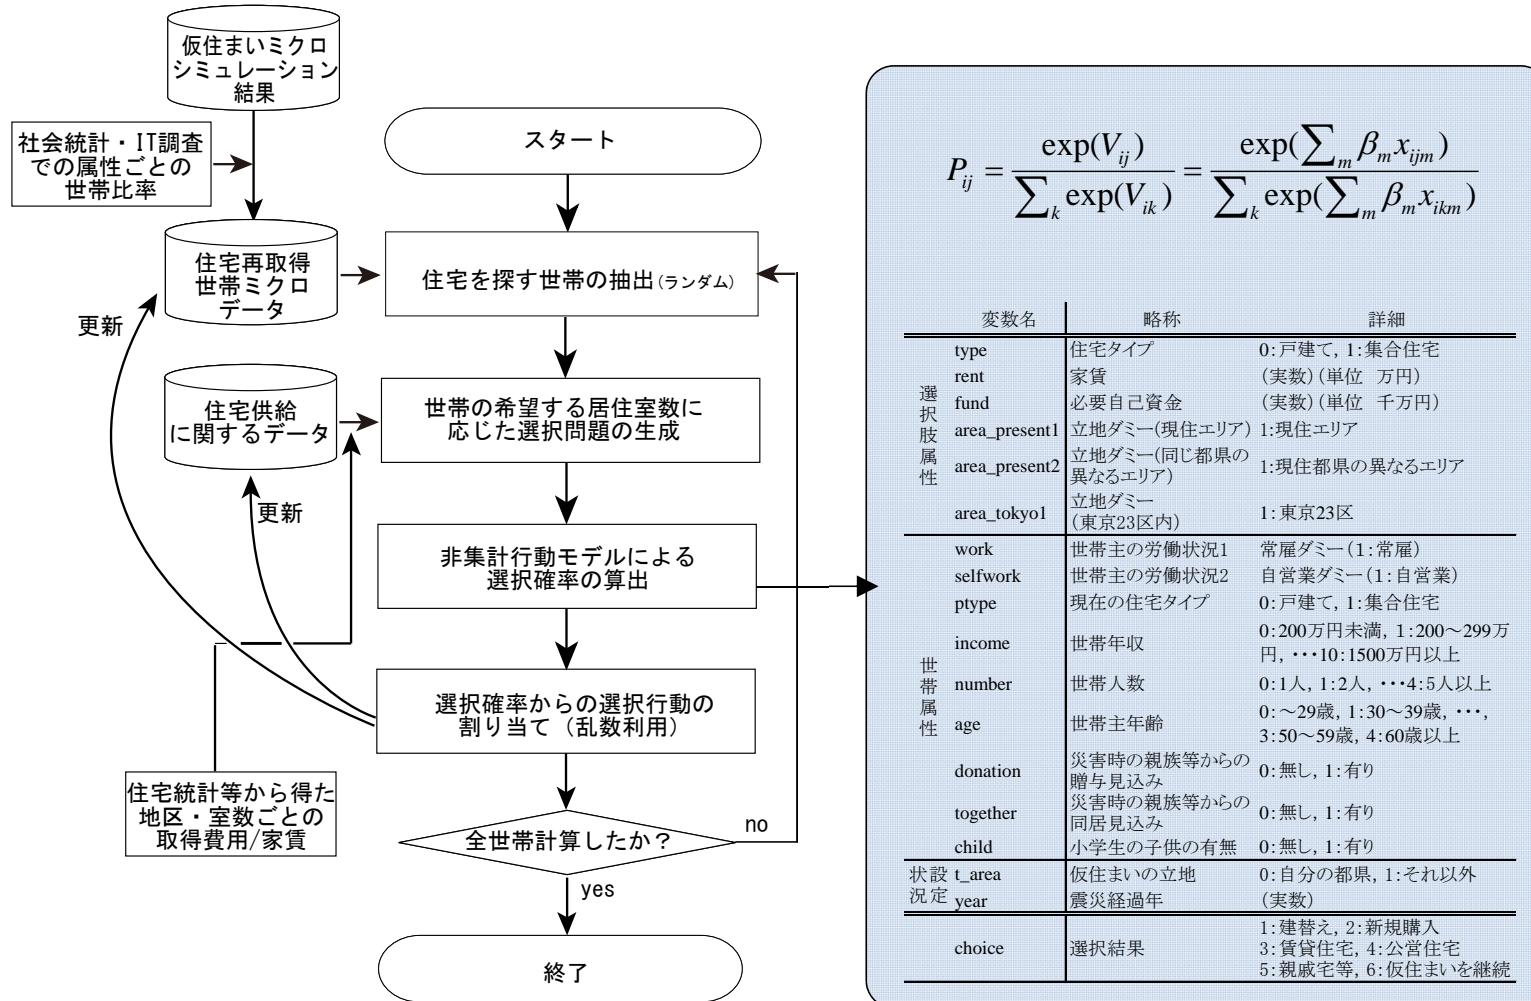 仮住まいミクロ
シミュレーション
結果
社会統計・IT調査
での属性ごとの
世帯比率
スタート
住宅再取得
世帯ミクロ
データ
住宅を探す世帯の抽出(ランダム)
更新
住宅供給
に関するデータ
世帯の希望する居住室数に
応じた選択問題の生成
更新
非集計行動モデルによる
選択確率の算出
選択確率からの選択行動の
割り当て（乱数利用）
住宅統計等から得た
地区・室数ごとの
取得費用/家賃
全世帯計算したか？
no
yes
終了
P_{ij} = \frac{exp(V_{ij})}{\sum_k exp(V_{ik})} = \frac{exp(\sum_m β_m x_{ijm})}{\sum_k exp(\sum_m β_m x_{ikm})}
変数名 略称 詳細
選択肢属性
type 住宅タイプ 0:戸建て, 1:集合住宅
rent 家賃 (実数)(単位 万円)
fund 必要自己資金 (実数)(単位 千万円)
area_present1 立地ダミー(現住エリア) 1:現住エリア
area_present2 立地ダミー(同じ都県の
異なるエリア) 1:現住都県の異なるエリア
area_tokyo1 立地ダミー
(東京23区内) 1:東京23区
世帯属性
work 世帯主の労働状況1 常雇ダミー(1:常雇)
selfwork 世帯主の労働状況2 自営業ダミー(1:自営業)
ptype 現在の住宅タイプ 0:戸建て, 1:集合住宅
income 世帯年収 0:200万円未満, 1:200～299万
円, ・・・10:1500万円以上
number 世帯人数 0:1人, 1:2人, ・・・4:5人以上
age 世帯主年齢 0:～29歳, 1:30～39歳, ・・・,
3:50～59歳, 4:60歳以上
donation 災害時の親族等からの
贈与見込み 0:無し, 1:有り
together 災害時の親族等からの
同居見込み 0:無し, 1:有り
child 小学生の子供の有無 0:無し, 1:有り
状況設定
t_area 仮住まいの立地 0:自分の都県, 1:それ以外
year 震災経過年 (実数)
choice 選択結果 1:建替え, 2:新規購入
3:賃貸住宅, 4:公営住宅
5:親戚宅等, 6:仮住まいを継続